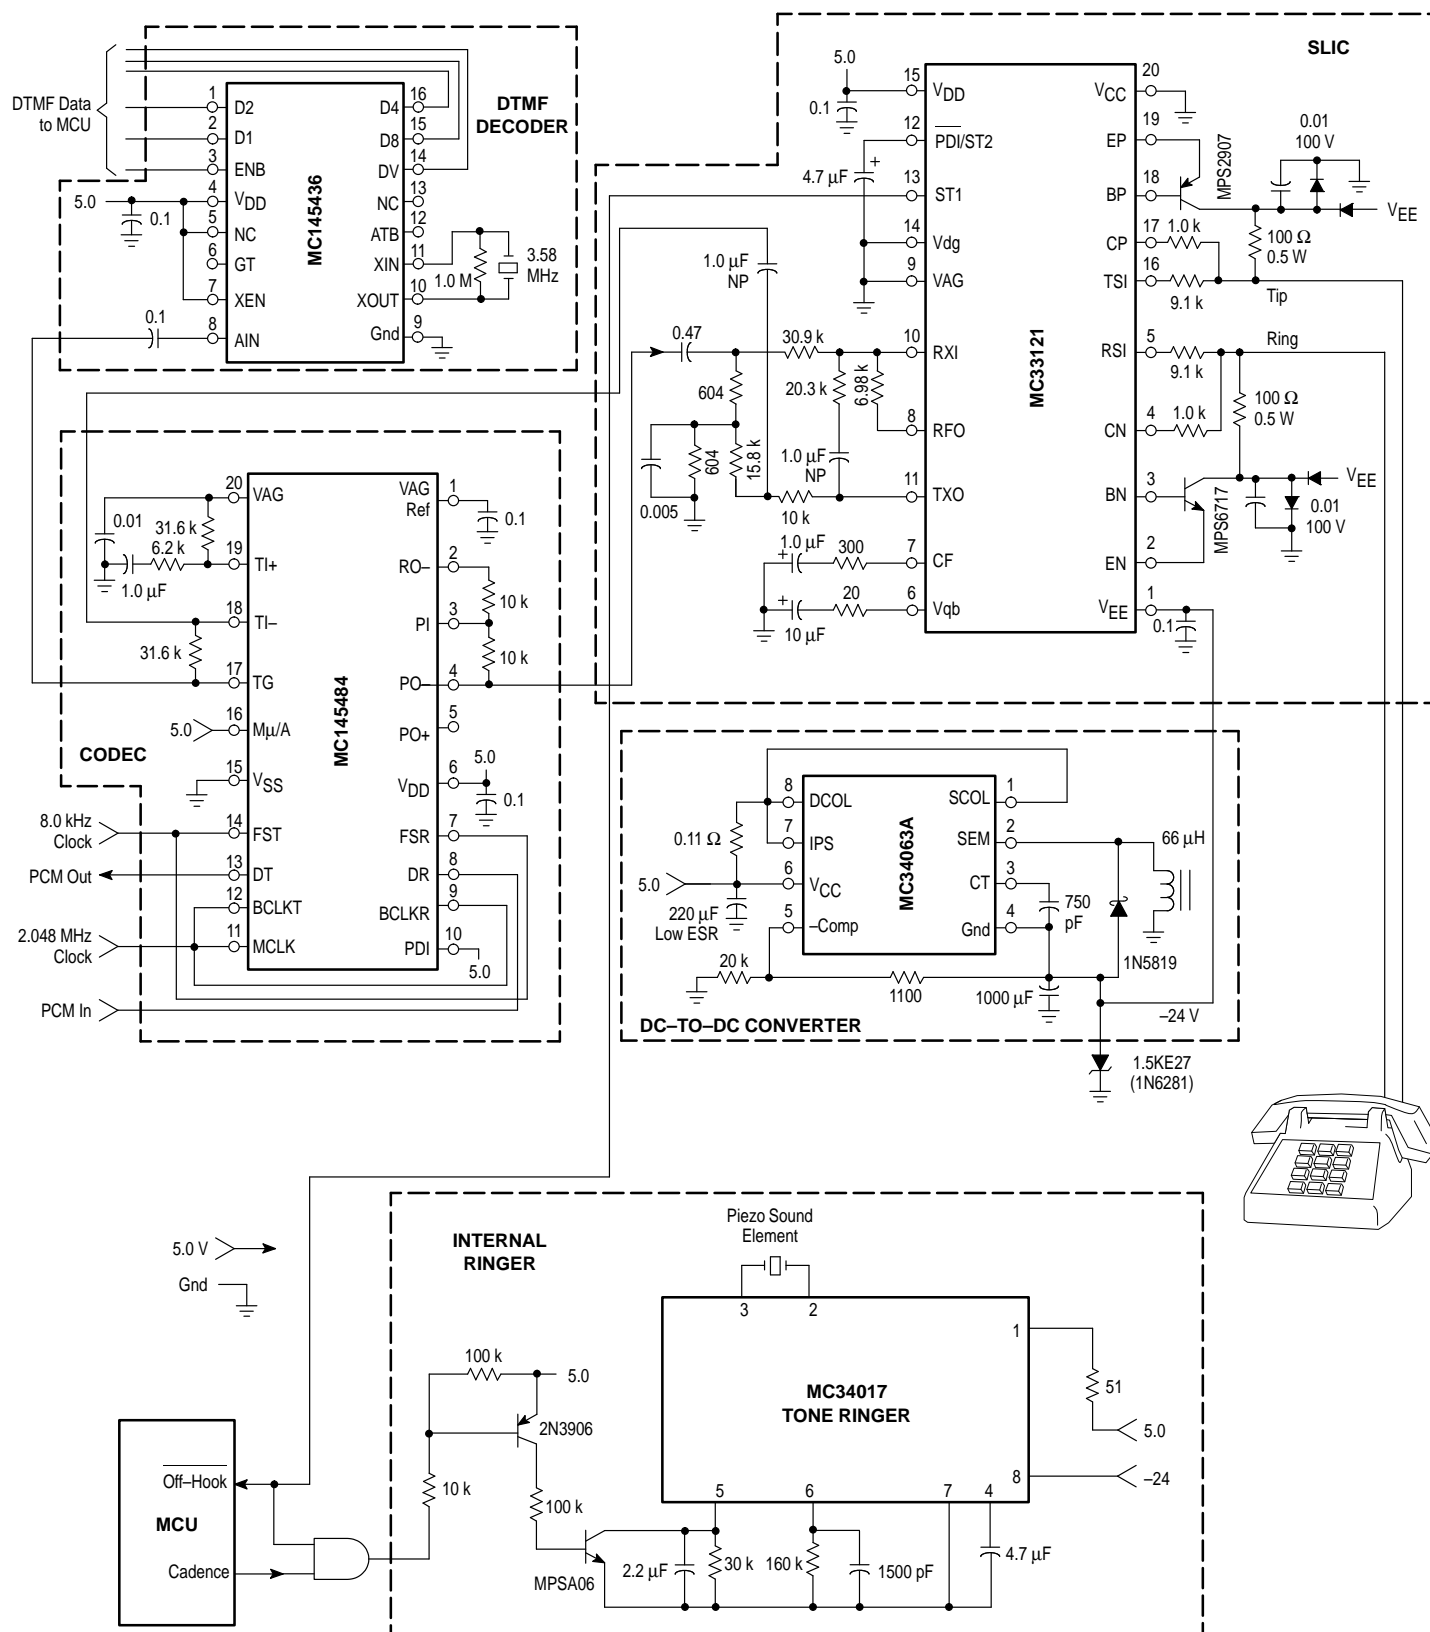 SLIC
DTMF Data
to MCU
DTMF
DECODER
MC145436
1
D2
2
D1
3
ENB
4
VDD
5
NC
6
GT
7
XEN
8
AIN
16
D4
15
D8
14
DV
13
NC
12
ATB
11
XIN
10
XOUT
9
Gnd
5.0
0.1
0.1
1.0 M
3.58
MHz
MC33121
5.0
0.1
15
VDD
12
PDI/ST2
4.7 µF
+
13
ST1
14
Vdg
9
VAG
10
RXI
8
RFO
11
TXO
7
CF
6
Vqb
20
VCC
19
EP
18
BP
17
CP
16
TSI
5
RSI
4
CN
3
BN
2
EN
1
VEE
0.1
MPS2907
0.01
100 V
VEE
1.0 k
100 Ω
0.5 W
9.1 k
Tip
Ring
9.1 k
1.0 k
100 Ω
0.5 W
MPS6717
VEE
0.01
100 V
1.0 µF
NP
0.47
30.9 k
604
20.3 k
6.98 k
604
15.8 k
1.0 µF
NP
0.005
10 k
1.0 µF
+
300
+
10 µF
20
CODEC
MC145484
20
VAG
19
TI+
18
TI–
17
TG
16
Mµ/A
15
VSS
14
FST
13
DT
12
BCLKT
11
MCLK
1
VAG
Ref
2
RO–
3
PI
4
PO–
5
PO+
6
VDD
7
FSR
8
DR
9
BCLKR
10
PDI
0.01
31.6 k
6.2 k
1.0 µF
31.6 k
5.0
0.1
10 k
10 k
5.0
0.1
5.0
8.0 kHz
Clock
PCM Out
2.048 MHz
Clock
PCM In
DC–TO–DC CONVERTER
MC34063A
8
DCOL
7
IPS
6
VCC
5
–Comp
1
SCOL
2
SEM
3
CT
4
Gnd
0.11 Ω
5.0
220 µF
Low ESR
20 k
1100
750
pF
66 µH
1N5819
1000 µF
–24 V
1.5KE27
(1N6281)
5.0 V
Gnd
INTERNAL
RINGER
Piezo Sound
Element
MC34017
TONE RINGER
3
2
1
8
5
6
7
4
51
5.0
–24
100 k
5.0
2N3906
10 k
100 k
MPSA06
2.2 µF
30 k
160 k
1500 pF
4.7 µF
MCU
Off–Hook
Cadence